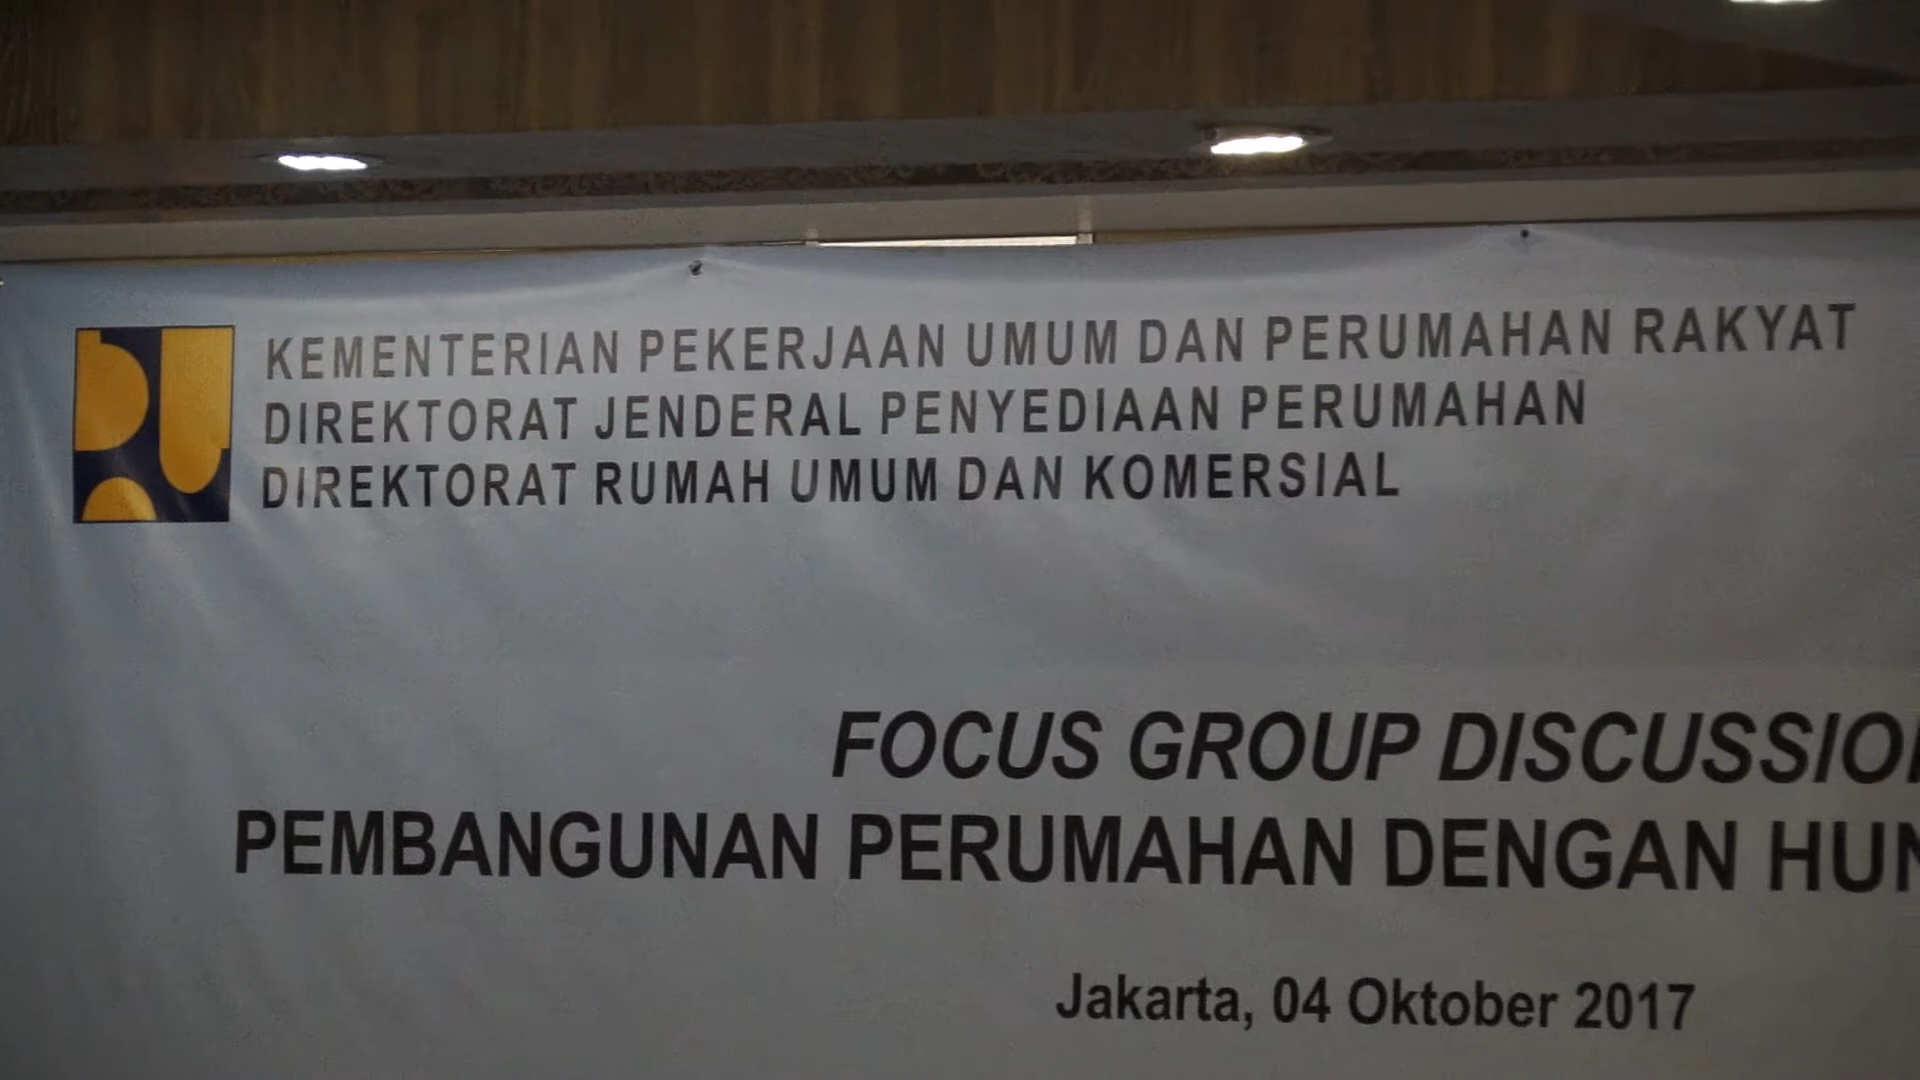 KEMENTERIAN PEKERJAAN UMUM DAN PERUMAHAN RAKYAT
DIREKTORAT JENDERAL PENYEDIAAN PERUMAHAN
DIREKTORAT RUMAH UMUM DAN KOMERSIAL
FOCUS GROUP
PEMBANGUNAN PERUMAHAN DENGAN
Jakarta, 04 Oktober 2017